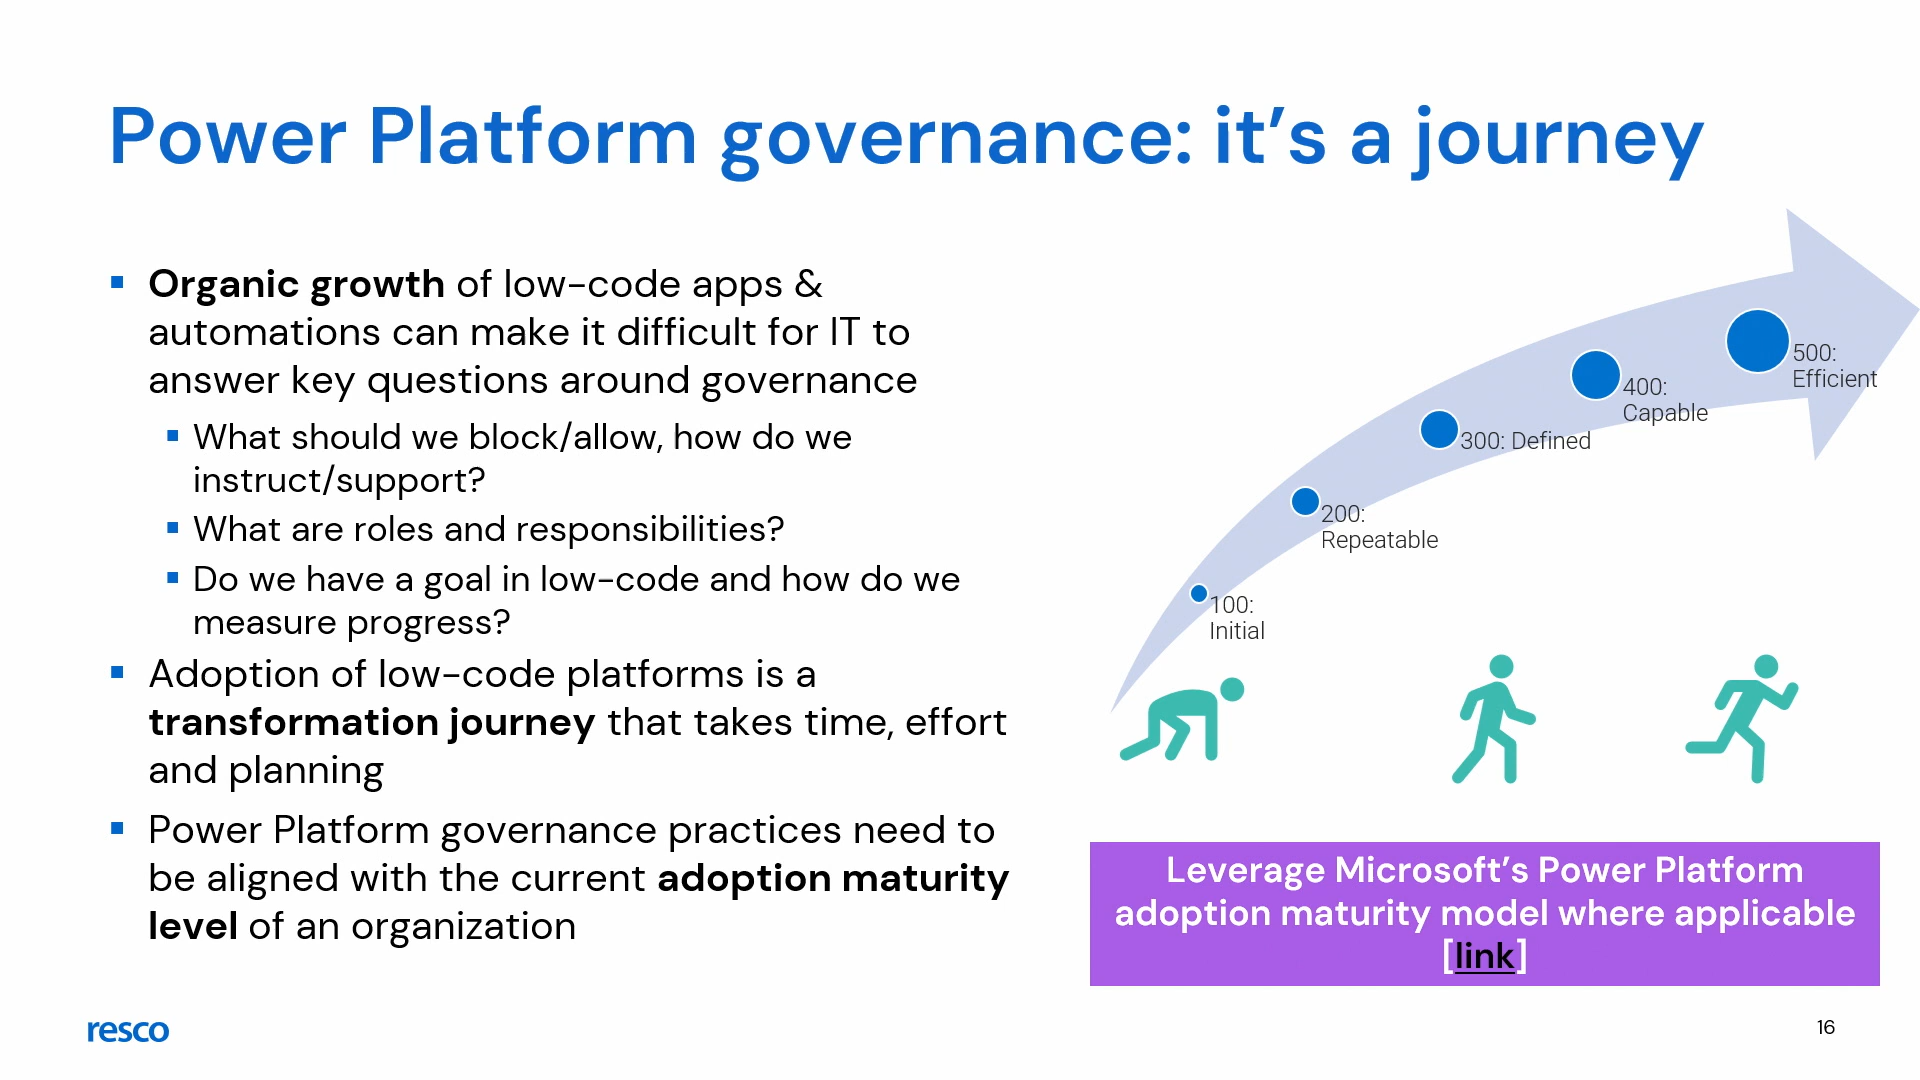 Power Platform governance: it’s a journey
Organic growth of low-code apps &
automations can make it difficult for IT to
answer key questions around governance
What should we block/allow, how do we
instruct/support?
What are roles and responsibilities?
Do we have a goal in low-code and how do we
measure progress?
Adoption of low-code platforms is a
transformation journey that takes time, effort
and planning
Power Platform governance practices need to
be aligned with the current adoption maturity
level of an organization
100:
Initial
200:
Repeatable
300: Defined
400:
Capable
500:
Efficient
Leverage Microsoft’s Power Platform
adoption maturity model where applicable
[link]
resco
16